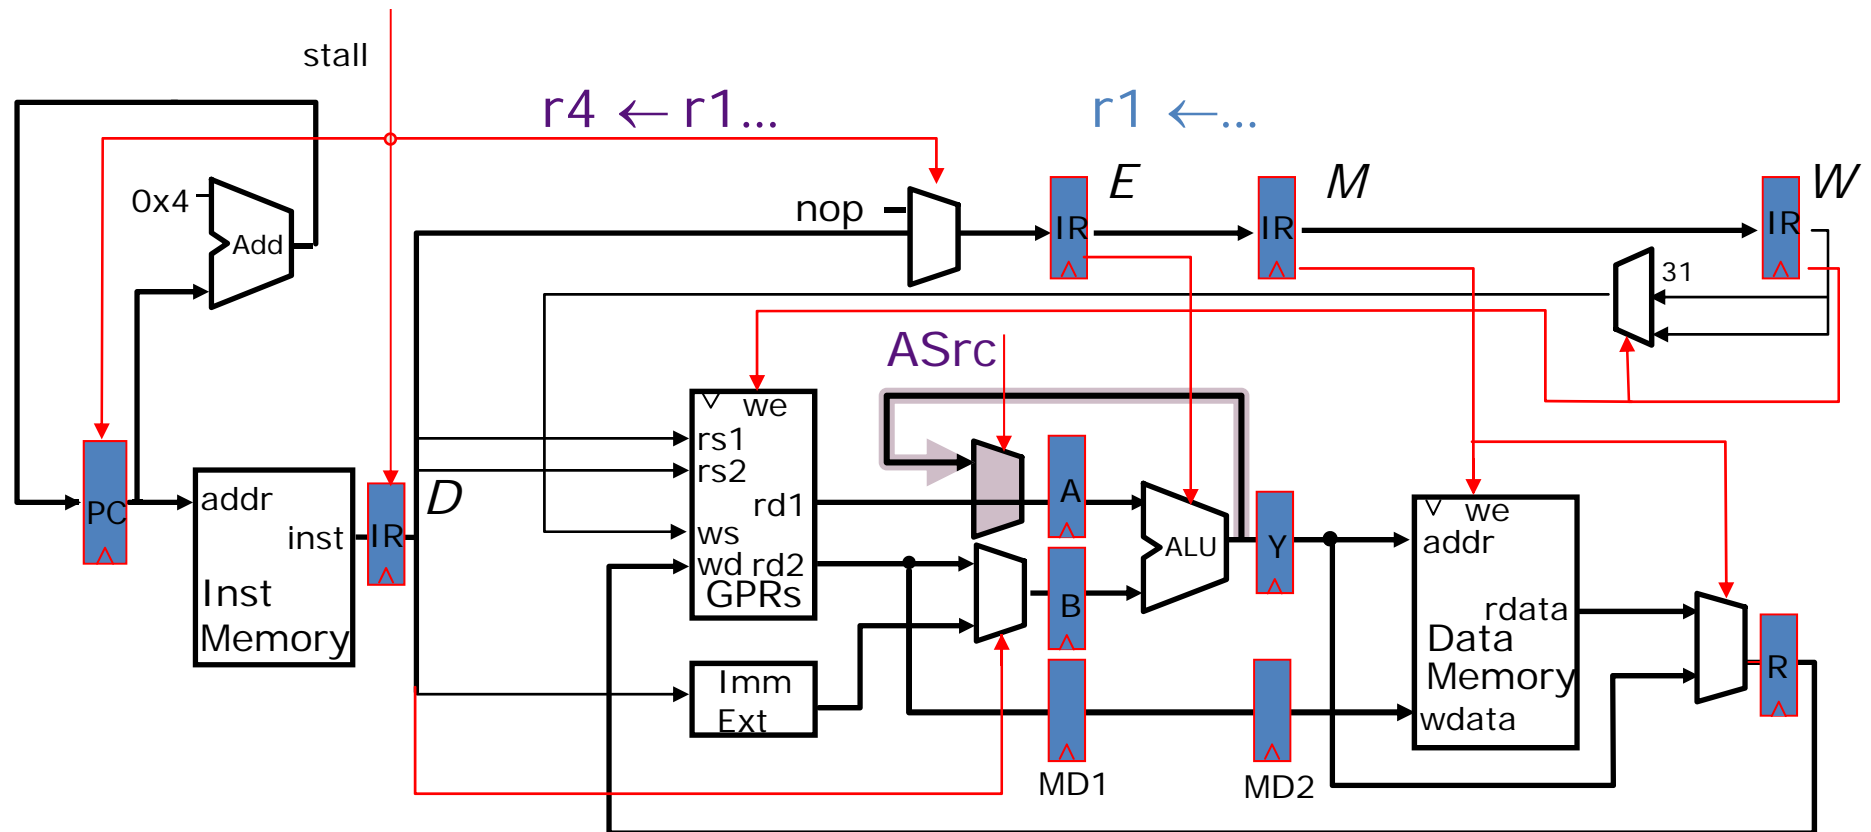 stall
r4 ← r1...
r1 ←...
E
M
W
0x4
Add
nop
IR
IR
IR
31
ASrc
we
rs1
rs2
rd1
ws
wd rd2
GPRs
A
B
ALU
Y
PC
addr
inst
Inst
Memory
IR
D
we
addr
rdata
Data
Memory
wdata
R
Imm
Ext
MD1
MD2